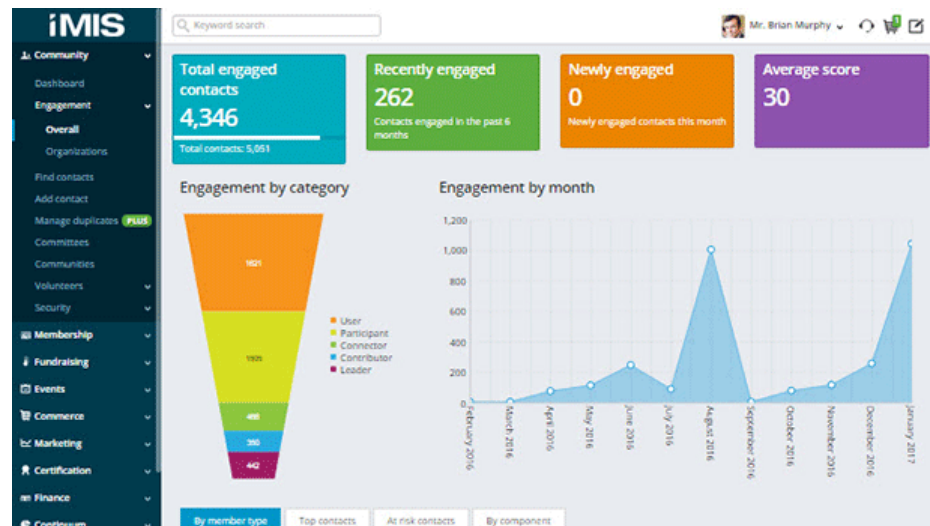 iMIS
Keyword search
Mr. Brian Murphy
Community
Dashboard
Engagement
Overall
Organizations
Find contacts
Add contact
Manage duplicates PLUS
Committees
Communities
Volunteers
Security
Membership
Fundraising
Events
Commerce
Marketing
Certification
Finance
Continuum
Total engaged
contacts
4,346
Total contacts: 5,051
Recently engaged
262
Contacts engaged in the past 6
months
Newly engaged
0
Newly engaged contacts this month
Average score
30
Engagement by category
1621
442
User
Participant
Connector
Contributor
Leader
Engagement by month
1,200
1,000
800
600
400
200
0
February 2016
March 2016
April 2016
May 2016
June 2016
July 2016
August 2016
September 2016
October 2016
November 2016
December 2016
January 2017
By member type
Top contacts
At risk contacts
By component